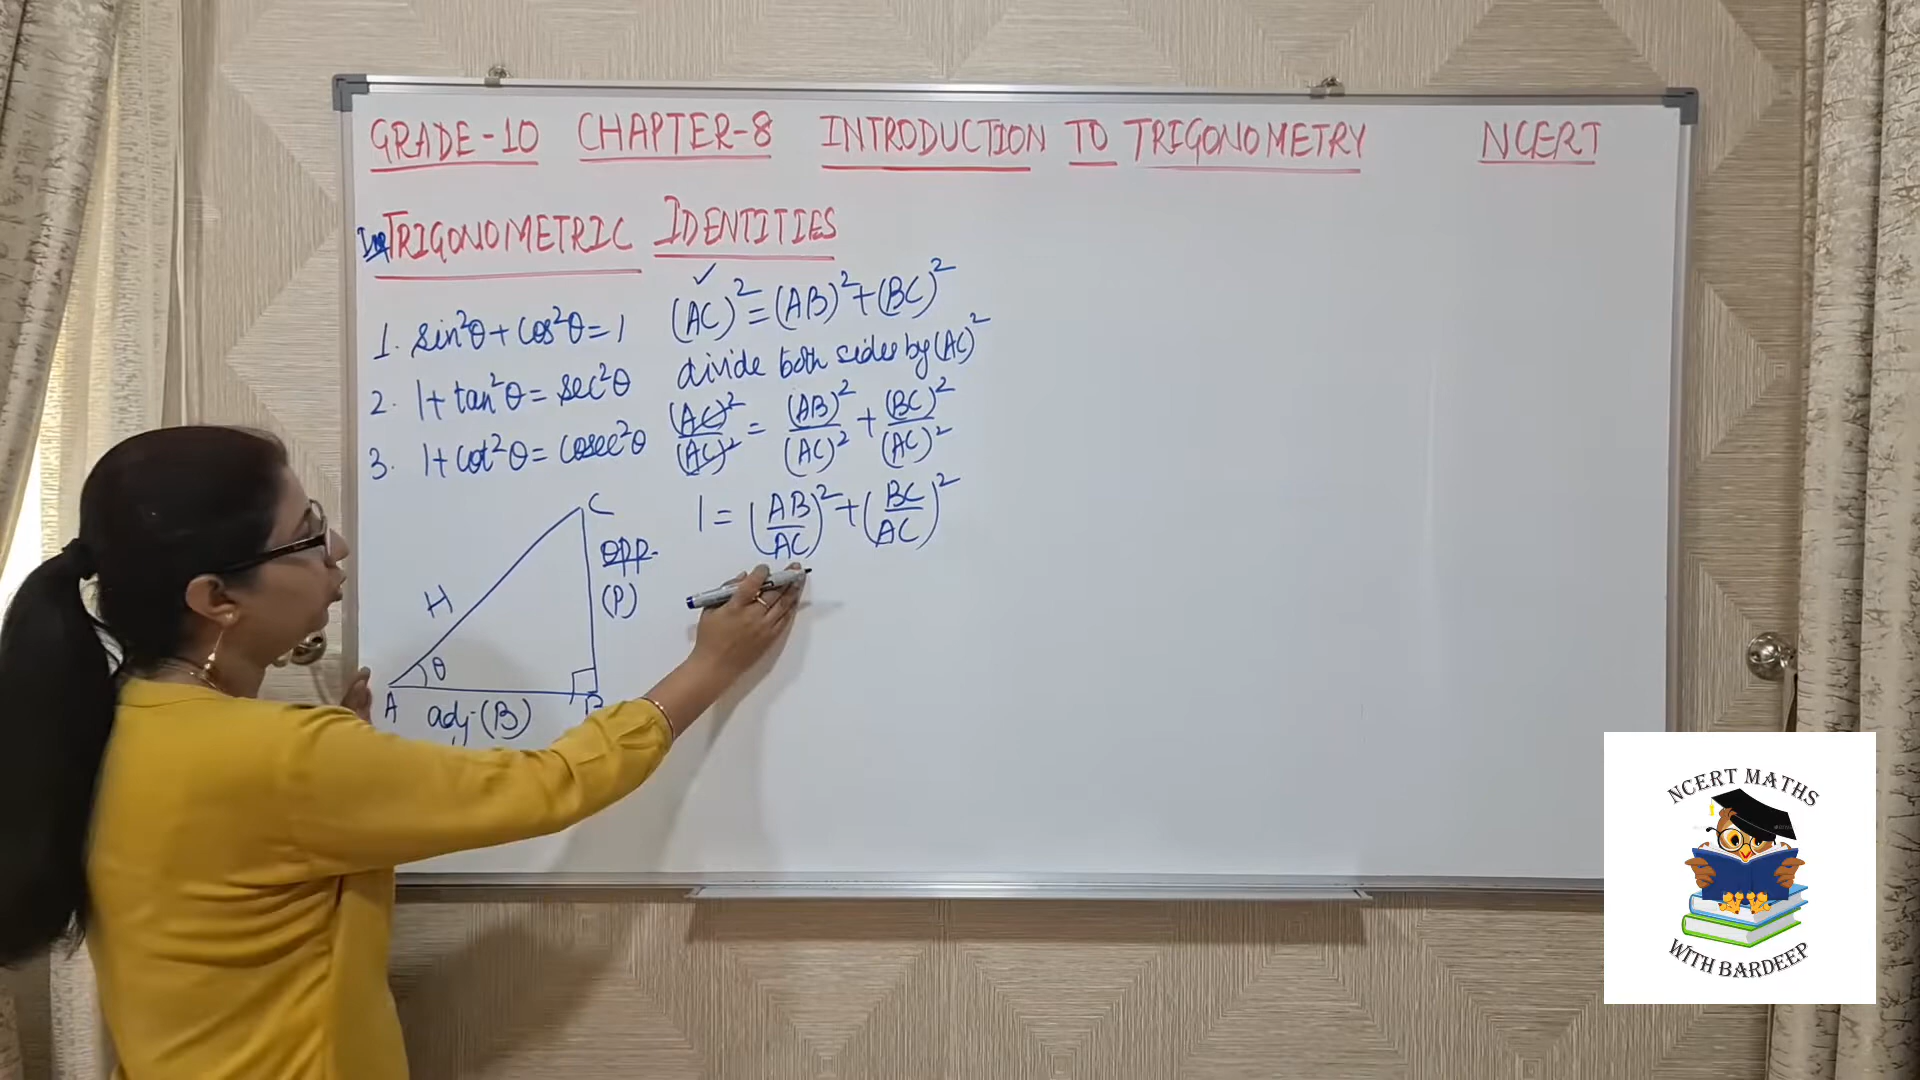 GRADE-10 CHAPTER-8 INTRODUCTION TO TRIGONOMETRY NCERT
Imp TRIGONOMETRIC IDENTITIES
1. sin²θ + cos²θ = 1
2. 1 + tan²θ = sec²θ
3. 1 + cot²θ = cosec²θ
✓
(AC)² = (AB)² + (BC)²
divide both sides by (AC)²
(AC)²/(AC)² = (AB)²/(AC)² + (BC)²/(AC)²
1 = (AB/AC)² + (BC/AC)²
C
opp.
(P)
H
θ
A
B
adj. (B)
NCERT MATHS
WITH BARDEEP